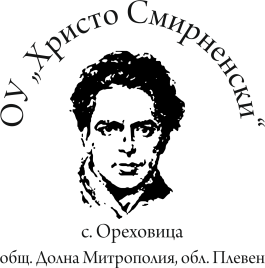 ОУ „Христо Смирненски“
с. Ореховица
общ. Долна Митрополия, обл. Плевен